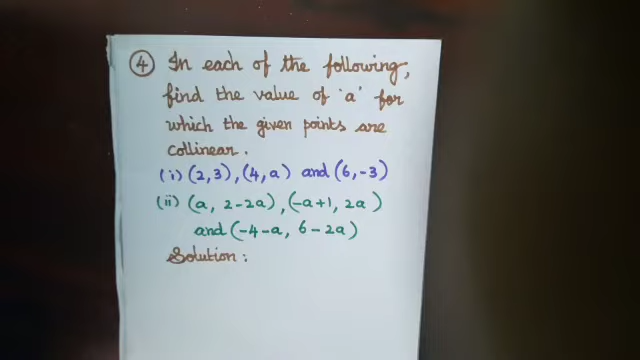 ④ In each of the following,
find the value of 'a' for
which the given points are
collinear.
(i) (2,3), (4, a) and (6, -3)
(ii) (a, 2-2a), (-a+1, 2a)
and (-4-a, 6-2a)
Solution: